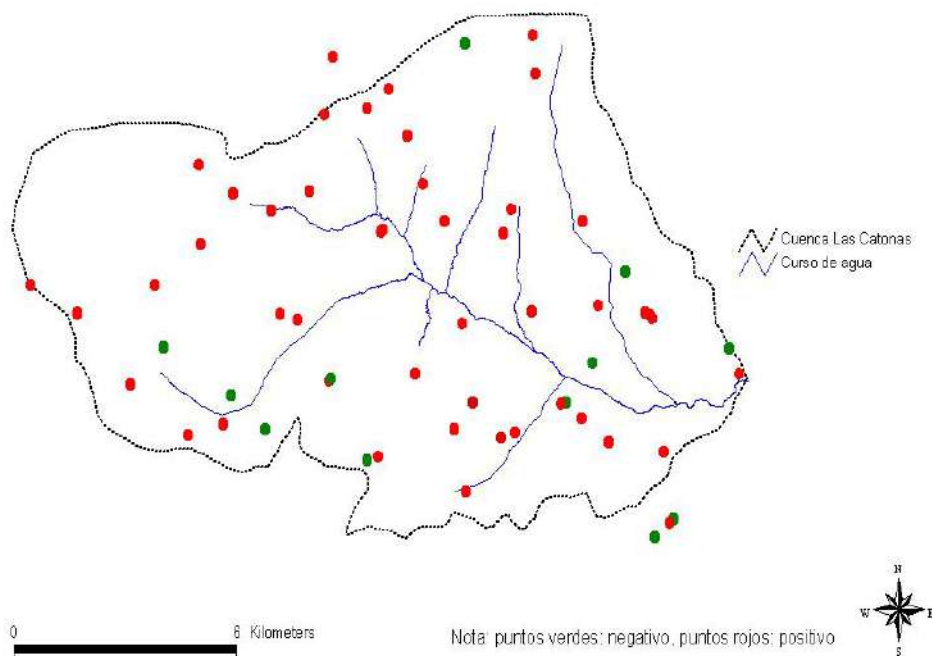 Cuenca Las Catonas
Curso de agua
N
W E
S
0 6 Kilometers
Nota: puntos verdes: negativo, puntos rojos: positivo